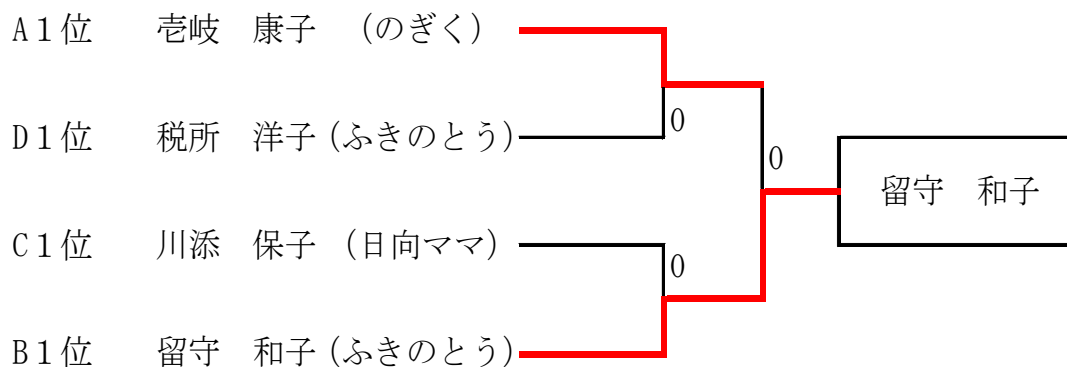 A1位 壱岐 康子 (のぎく)
0
D1位 税所 洋子(ふきのとう)
0
留守 和子
C1位 川添 保子 (日向ママ)
0
B1位 留守 和子(ふきのとう)